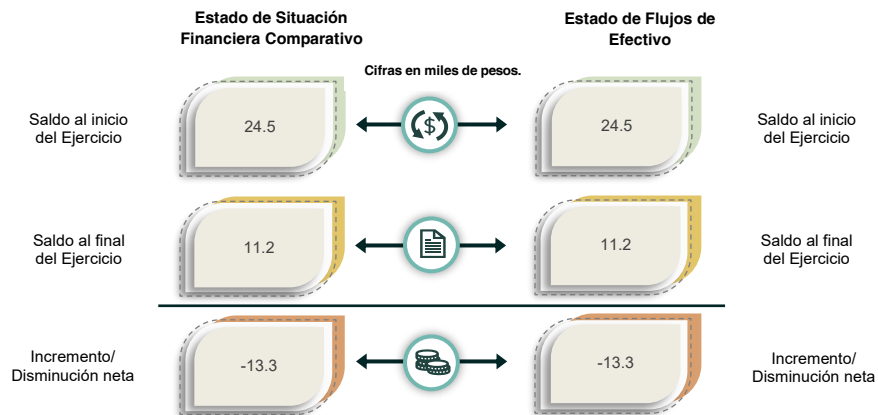 Estado de Situación
Financiera Comparativo
Estado de Flujos de
Efectivo
Cifras en miles de pesos.
Saldo al inicio
del Ejercicio
24.5
$
24.5
Saldo al inicio
del Ejercicio
Saldo al final
del Ejercicio
11.2
11.2
Saldo al final
del Ejercicio
Incremento/
Disminución neta
-13.3
-13.3
Incremento/
Disminución neta